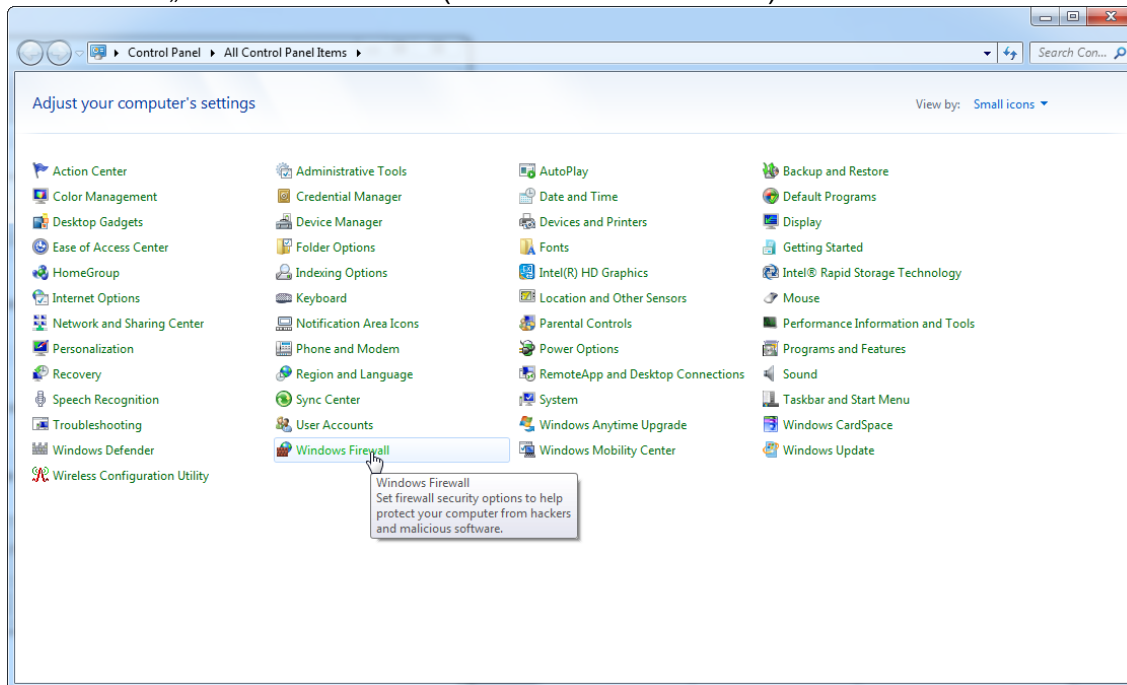 Control Panel ▸ All Control Panel Items ▸
Search Con...
Adjust your computer's settings
View by: Small icons
Action Center
Administrative Tools
AutoPlay
Backup and Restore
Color Management
Credential Manager
Date and Time
Default Programs
Desktop Gadgets
Device Manager
Devices and Printers
Display
Ease of Access Center
Folder Options
Fonts
Getting Started
HomeGroup
Indexing Options
Intel(R) HD Graphics
Intel® Rapid Storage Technology
Internet Options
Keyboard
Location and Other Sensors
Mouse
Network and Sharing Center
Notification Area Icons
Parental Controls
Performance Information and Tools
Personalization
Phone and Modem
Power Options
Programs and Features
Recovery
Region and Language
RemoteApp and Desktop Connections
Sound
Speech Recognition
Sync Center
System
Taskbar and Start Menu
Troubleshooting
User Accounts
Windows Anytime Upgrade
Windows CardSpace
Windows Defender
Windows Firewall
Windows Mobility Center
Windows Update
Wireless Configuration Utility
Windows Firewall
Set firewall security options to help
protect your computer from hackers
and malicious software.